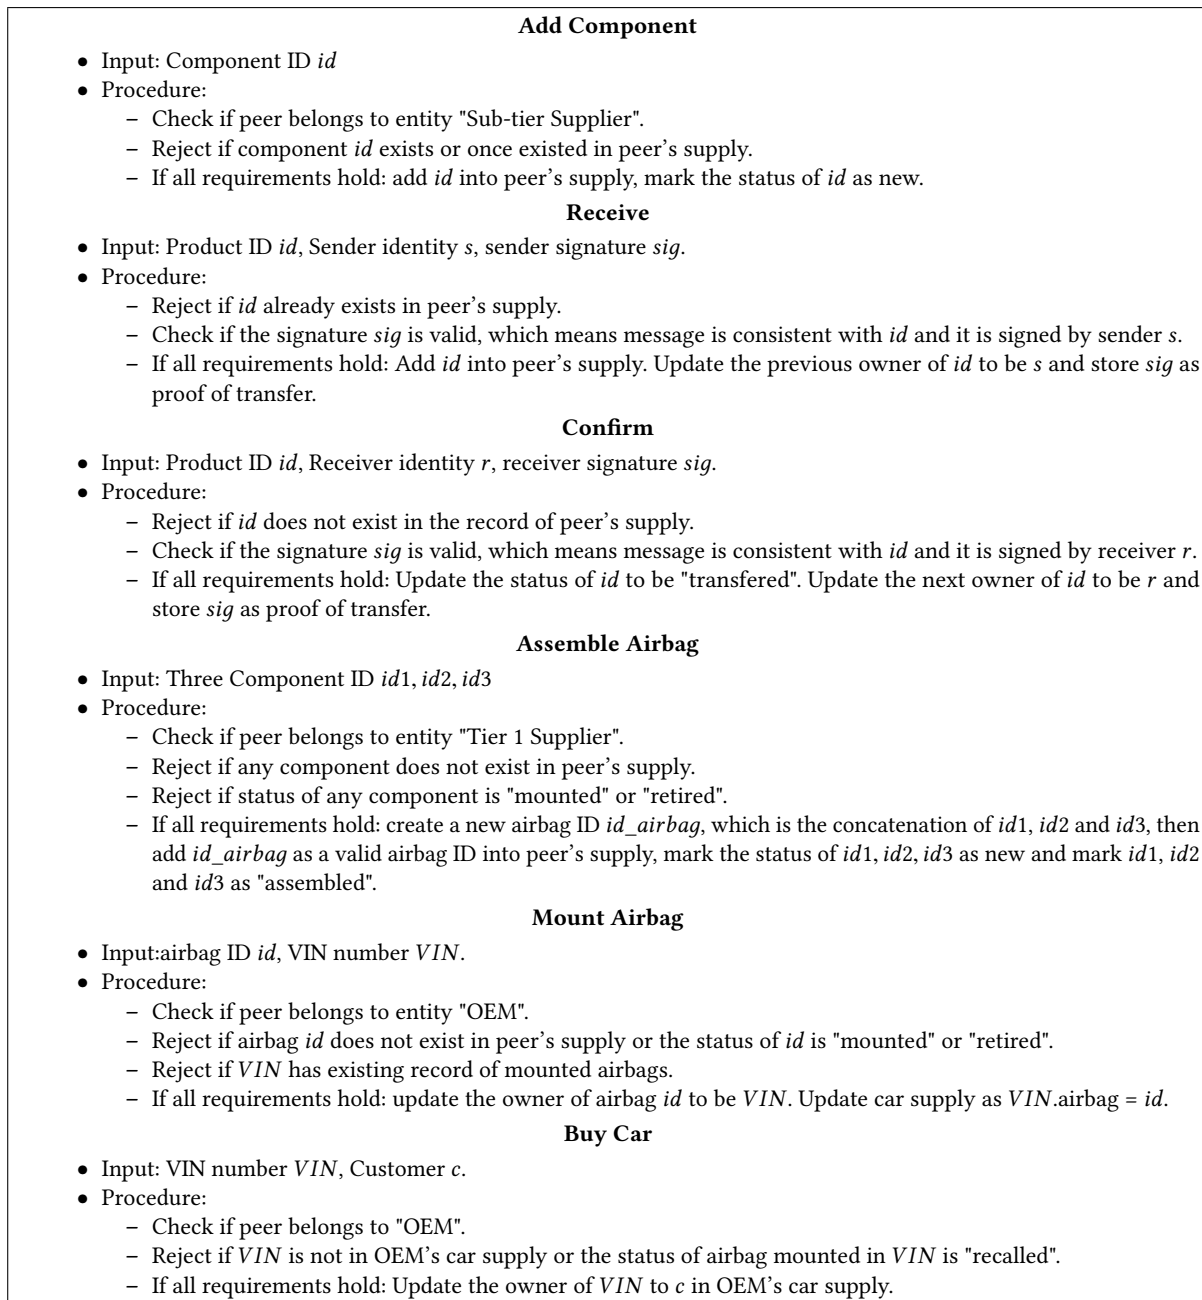 Add Component
• Input: Component ID id
• Procedure:
– Check if peer belongs to entity "Sub-tier Supplier".
– Reject if component id exists or once existed in peer's supply.
– If all requirements hold: add id into peer's supply, mark the status of id as new.
Receive
• Input: Product ID id, Sender identity s, sender signature sig.
• Procedure:
– Reject if id already exists in peer's supply.
– Check if the signature sig is valid, which means message is consistent with id and it is signed by sender s.
– If all requirements hold: Add id into peer's supply. Update the previous owner of id to be s and store sig as
proof of transfer.
Confirm
• Input: Product ID id, Receiver identity r, receiver signature sig.
• Procedure:
– Reject if id does not exist in the record of peer's supply.
– Check if the signature sig is valid, which means message is consistent with id and it is signed by receiver r.
– If all requirements hold: Update the status of id to be "transfered". Update the next owner of id to be r and
store sig as proof of transfer.
Assemble Airbag
• Input: Three Component ID id1, id2, id3
• Procedure:
– Check if peer belongs to entity "Tier 1 Supplier".
– Reject if any component does not exist in peer's supply.
– Reject if status of any component is "mounted" or "retired".
– If all requirements hold: create a new airbag ID id_airbag, which is the concatenation of id1, id2 and id3, then
add id_airbag as a valid airbag ID into peer's supply, mark the status of id1, id2, id3 as new and mark id1, id2
and id3 as "assembled".
Mount Airbag
• Input:airbag ID id, VIN number VIN.
• Procedure:
– Check if peer belongs to entity "OEM".
– Reject if airbag id does not exist in peer's supply or the status of id is "mounted" or "retired".
– Reject if VIN has existing record of mounted airbags.
– If all requirements hold: update the owner of airbag id to be VIN. Update car supply as VIN.airbag = id.
Buy Car
• Input: VIN number VIN, Customer c.
• Procedure:
– Check if peer belongs to "OEM".
– Reject if VIN is not in OEM's car supply or the status of airbag mounted in VIN is "recalled".
– If all requirements hold: Update the owner of VIN to c in OEM's car supply.